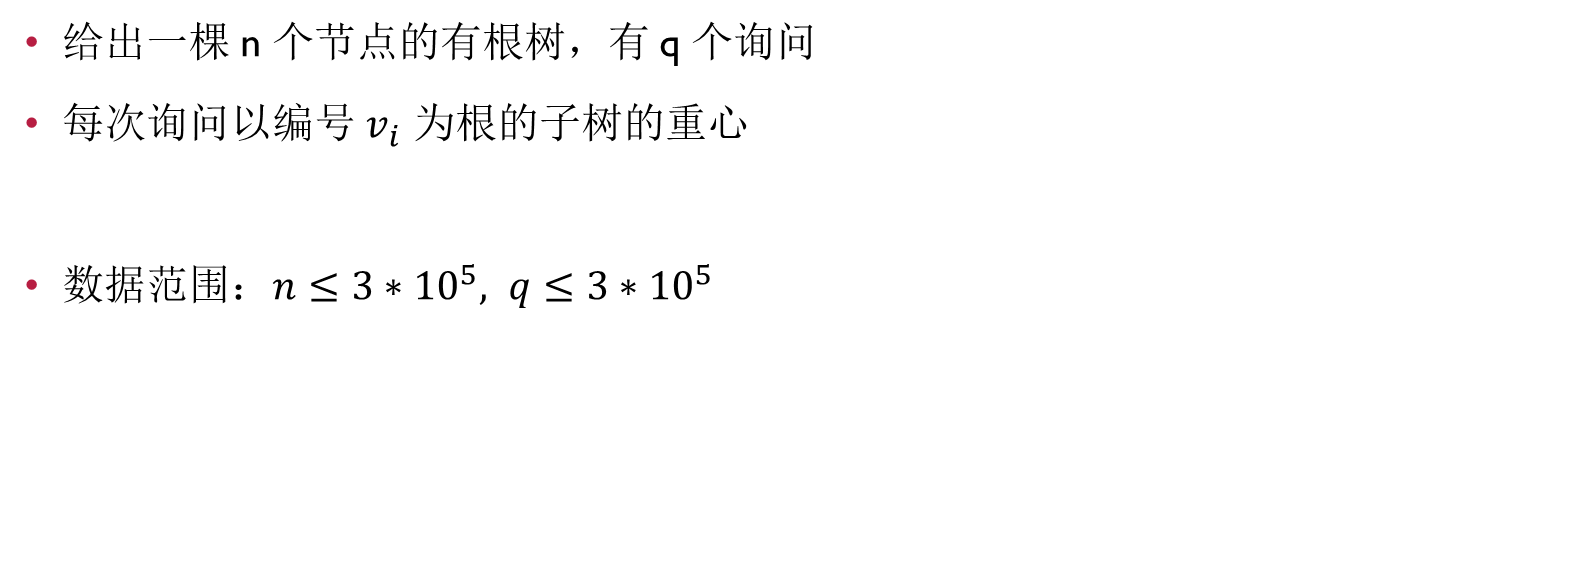 • 给出一棵 n 个节点的有根树，有 q 个询问
• 每次询问以编号 𝑣ᵢ 为根的子树的重心
• 数据范围：𝑛 ≤ 3 ∗ 10⁵, 𝑞 ≤ 3 ∗ 10⁵